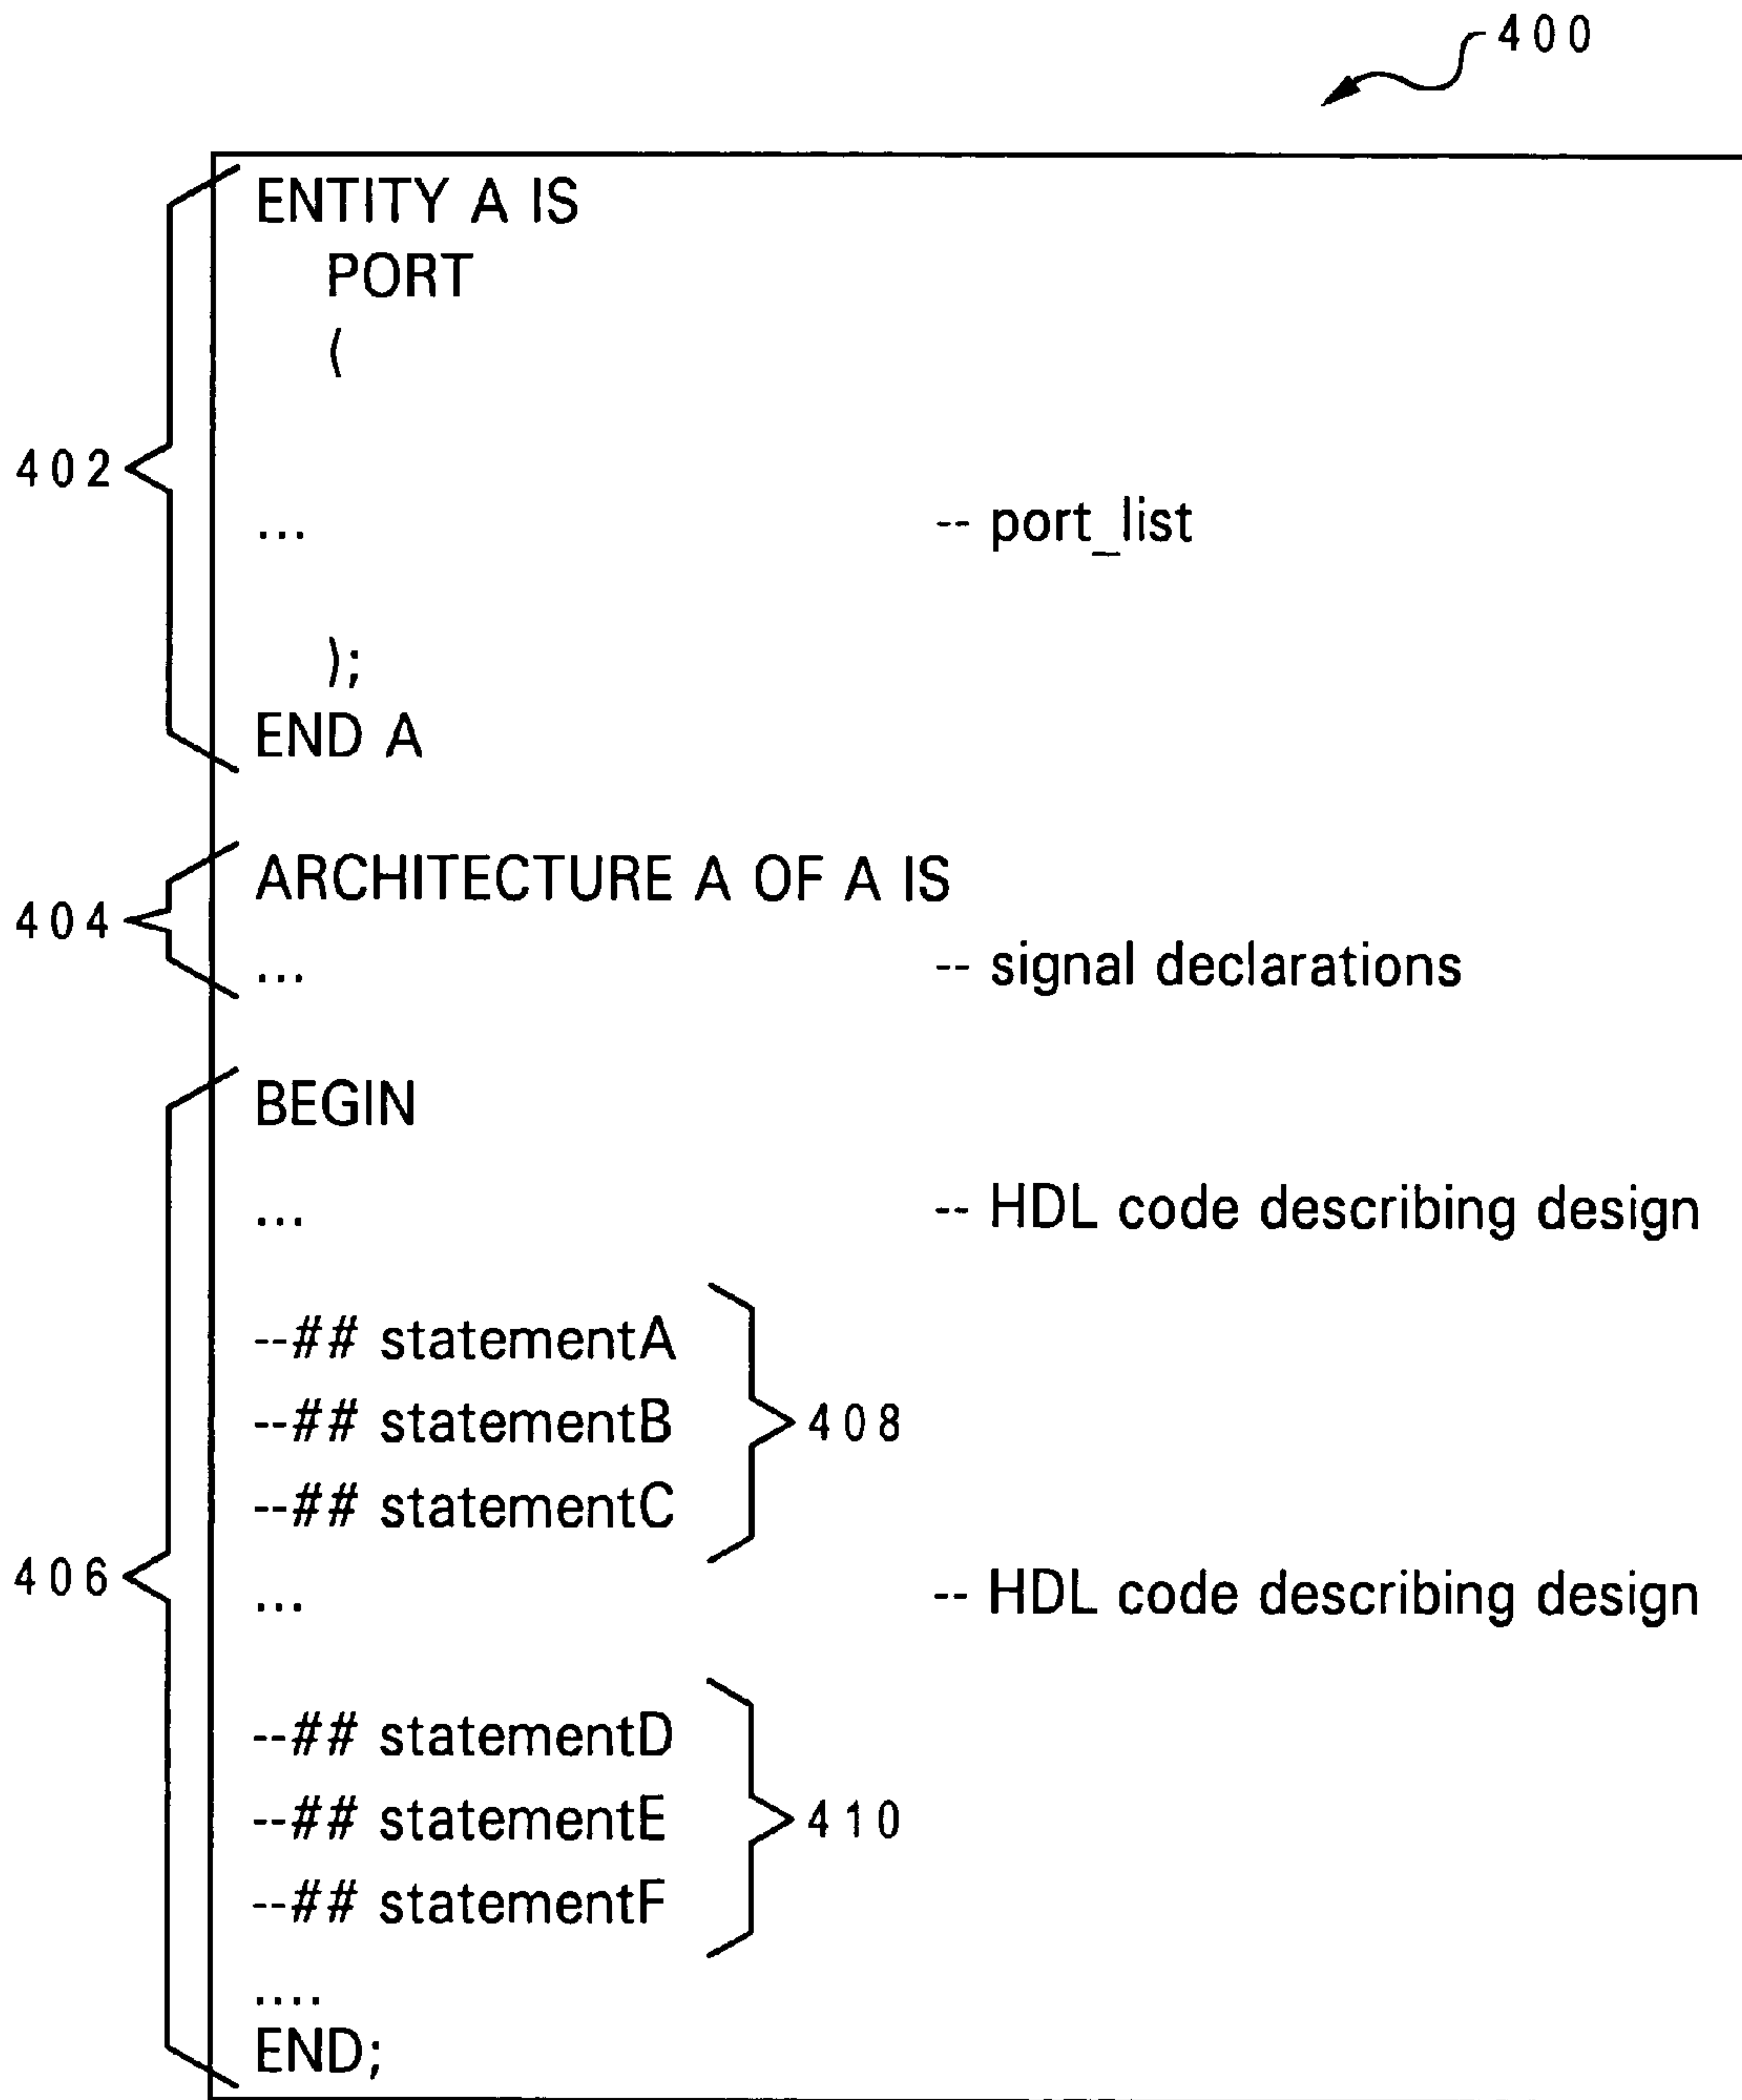 400
ENTITY A IS
PORT
(
402
... -- port_list
);
END A
ARCHITECTURE A OF A IS
404
... -- signal declarations
BEGIN
... -- HDL code describing design
--## statementA
--## statementB 408
--## statementC
406
... -- HDL code describing design
--## statementD
--## statementE 410
--## statementF
....
END;